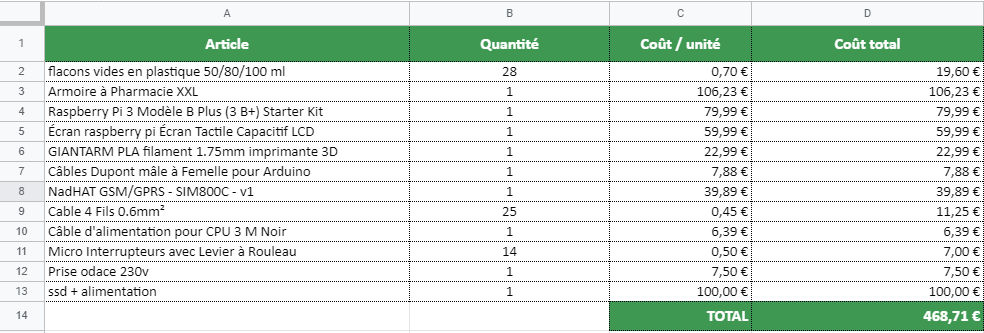 A B C D
1 Article Quantité Coût / unité Coût total
2 flacons vides en plastique 50/80/100 ml 28 0,70 € 19,60 €
3 Armoire à Pharmacie XXL 1 106,23 € 106,23 €
4 Raspberry Pi 3 Modèle B Plus (3 B+) Starter Kit 1 79,99 € 79,99 €
5 Écran raspberry pi Écran Tactile Capacitif LCD 1 59,99 € 59,99 €
6 GIANTARM PLA filament 1.75mm imprimante 3D 1 22,99 € 22,99 €
7 Câbles Dupont mâle à Femelle pour Arduino 1 7,88 € 7,88 €
8 NadHAT GSM/GPRS - SIM800C - v1 1 39,89 € 39,89 €
9 Cable 4 Fils 0.6mm² 25 0,45 € 11,25 €
10 Câble d'alimentation pour CPU 3 M Noir 1 6,39 € 6,39 €
11 Micro Interrupteurs avec Levier à Rouleau 14 0,50 € 7,00 €
12 Prise odace 230v 1 7,50 € 7,50 €
13 ssd + alimentation 1 100,00 € 100,00 €
14 TOTAL 468,71 €